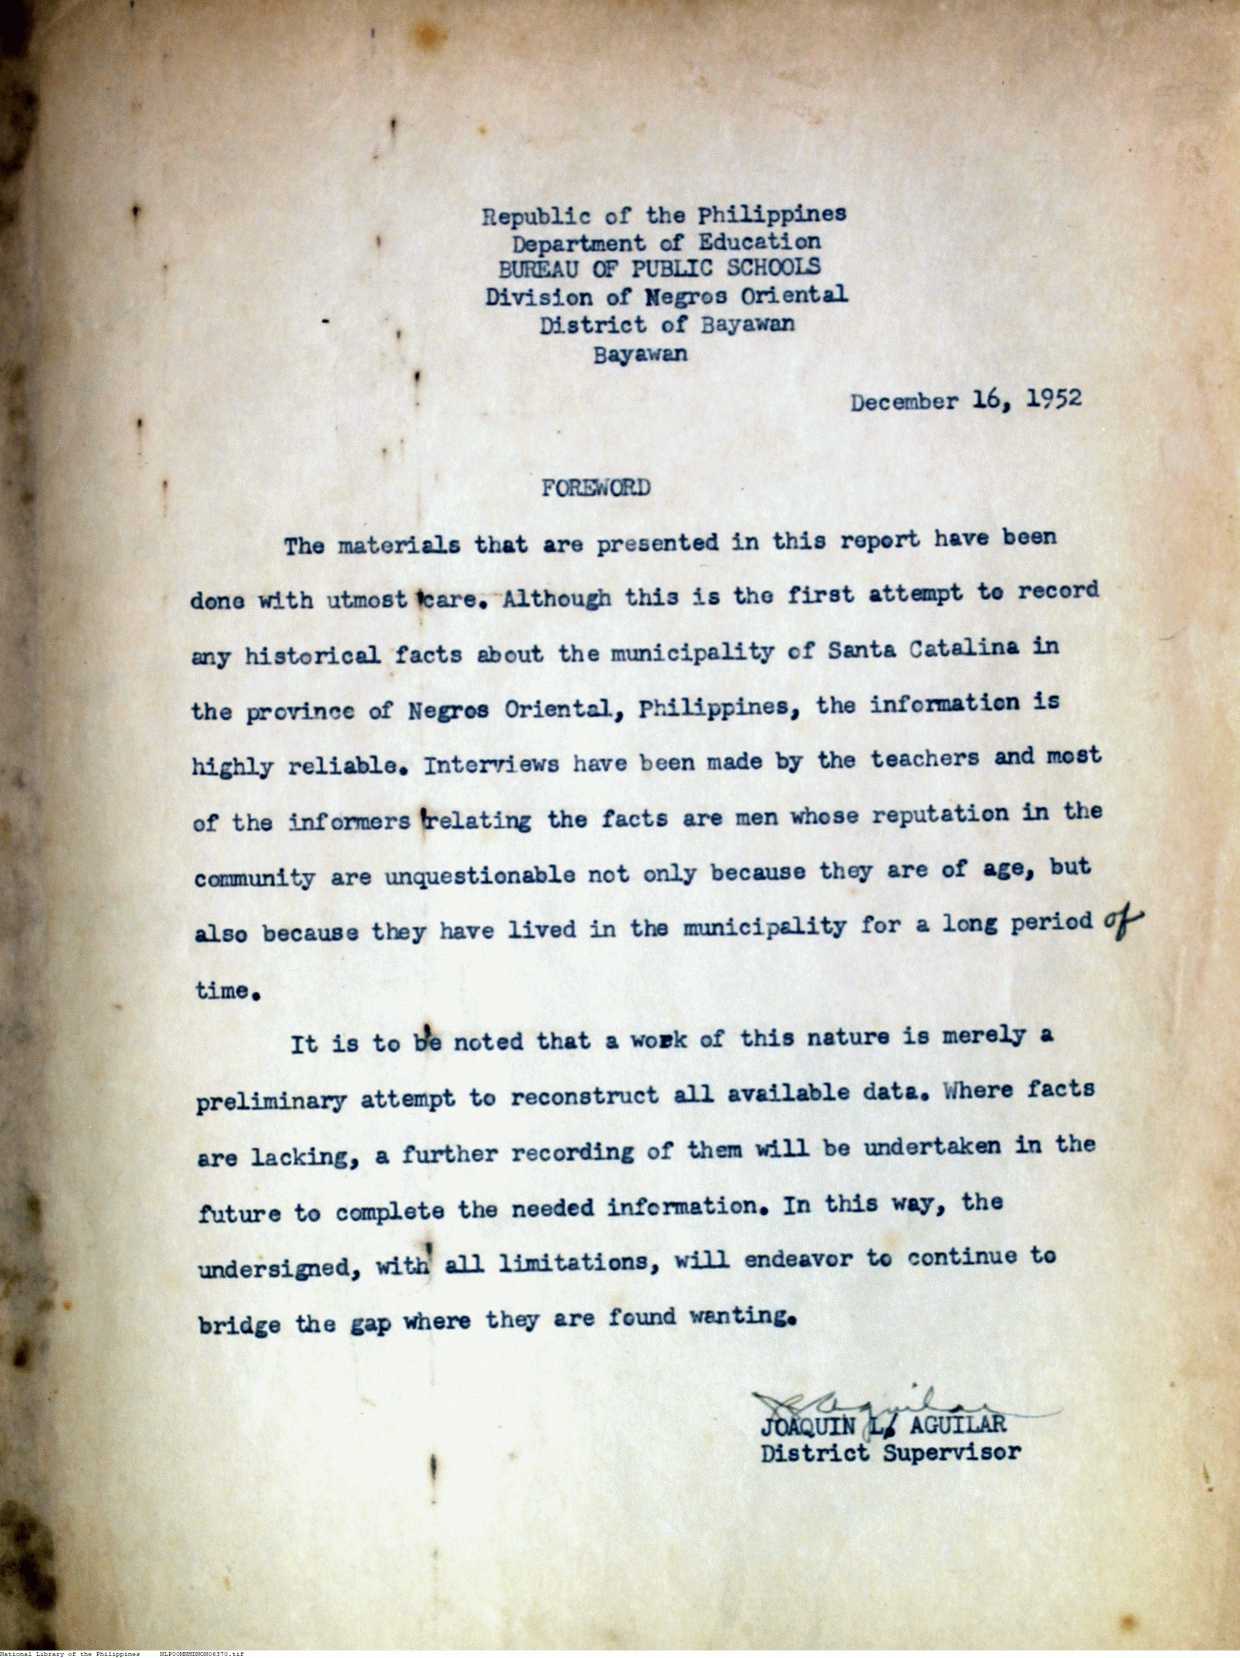 Republic of the Philippines
Department of Education
BUREAU OF PUBLIC SCHOOLS
Division of Negros Oriental
District of Bayawan
Bayawan
December 16, 1952
FOREWORD
The materials that are presented in this report have been
done with utmost care. Although this is the first attempt to record
any historical facts about the municipality of Santa Catalina in
the province of Negros Oriental, Philippines, the information is
highly reliable. Interviews have been made by the teachers and most
of the informers relating the facts are men whose reputation in the
community are unquestionable not only because they are of age, but
also because they have lived in the municipality for a long period of
time.
It is to be noted that a work of this nature is merely a
preliminary attempt to reconstruct all available data. Where facts
are lacking, a further recording of them will be undertaken in the
future to complete the needed information. In this way, the
undersigned, with all limitations, will endeavor to continue to
bridge the gap where they are found wanting.
Aguilar
JOAQUIN L. AGUILAR
District Supervisor
National Library of the Philippines